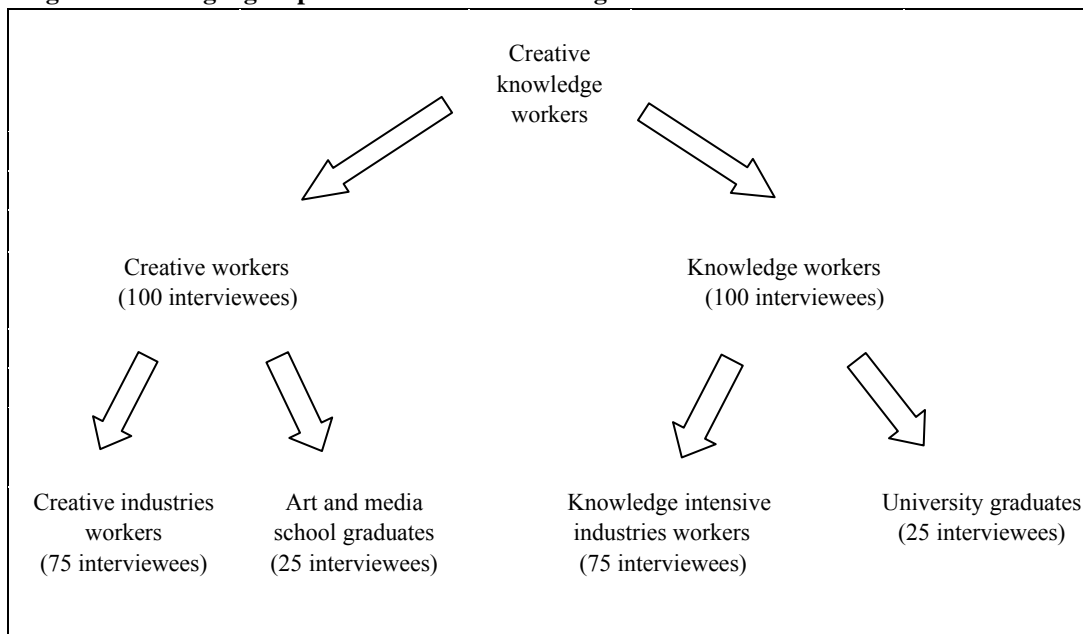 Creative
knowledge
workers
Creative workers
(100 interviewees)
Knowledge workers
(100 interviewees)
Creative industries
workers
(75 interviewees)
Art and media
school graduates
(25 interviewees)
Knowledge intensive
industries workers
(75 interviewees)
University graduates
(25 interviewees)